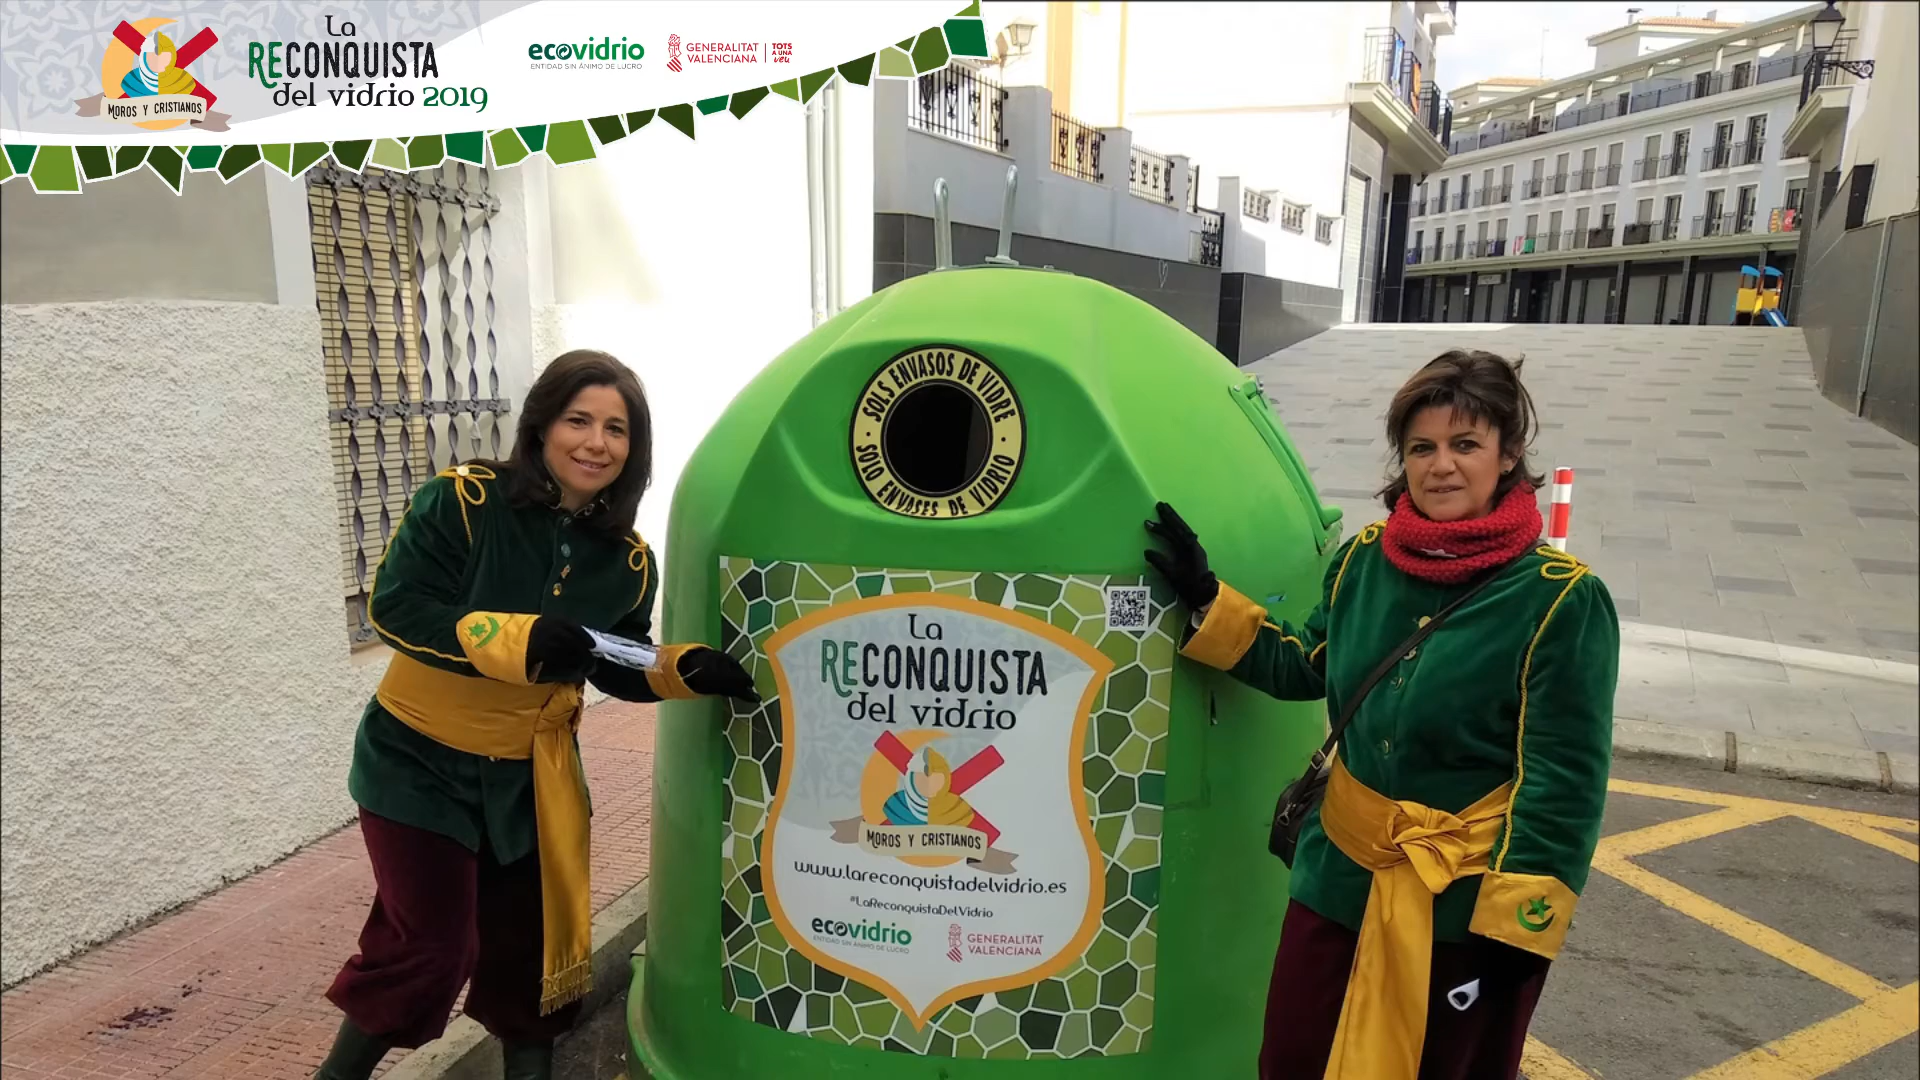 La
RECONQUISTA
del vidrio 2019
MOROS Y CRISTIANOS
ecovidrio
ENTIDAD SIN ÁNIMO DE LUCRO
GENERALITAT
VALENCIANA
TOTS
A UNA
veu
SOLS ENVASOS DE VIDRE
SOLO ENVASES DE VIDRIO
La
RECONQUISTA
del vidrio
MOROS Y CRISTIANOS
www.lareconquistadelvidrio.es
#LaReconquistaDelVidrio
ecovidrio
ENTIDAD SIN ÁNIMO DE LUCRO
GENERALITAT
VALENCIANA